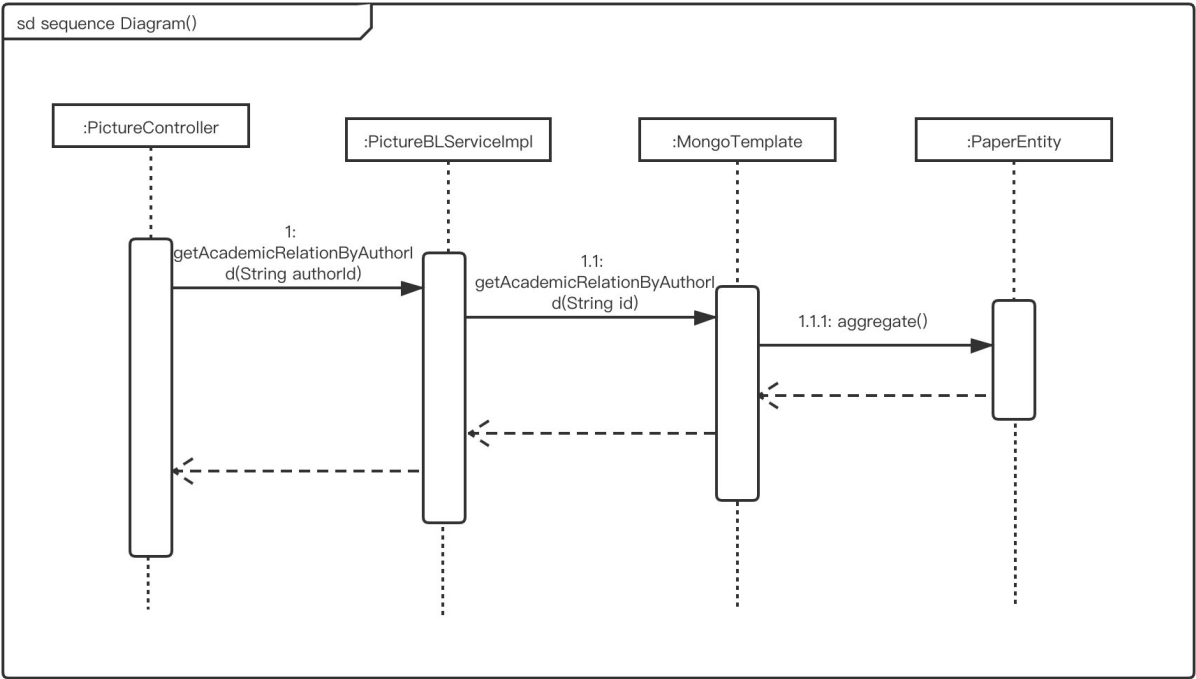 sd sequence Diagram()
:PictureController
:PictureBLServiceImpl
:MongoTemplate
:PaperEntity
1:
getAcademicRelationByAuthorI
d(String authorId)
1.1:
getAcademicRelationByAuthorI
d(String id)
1.1.1: aggregate()